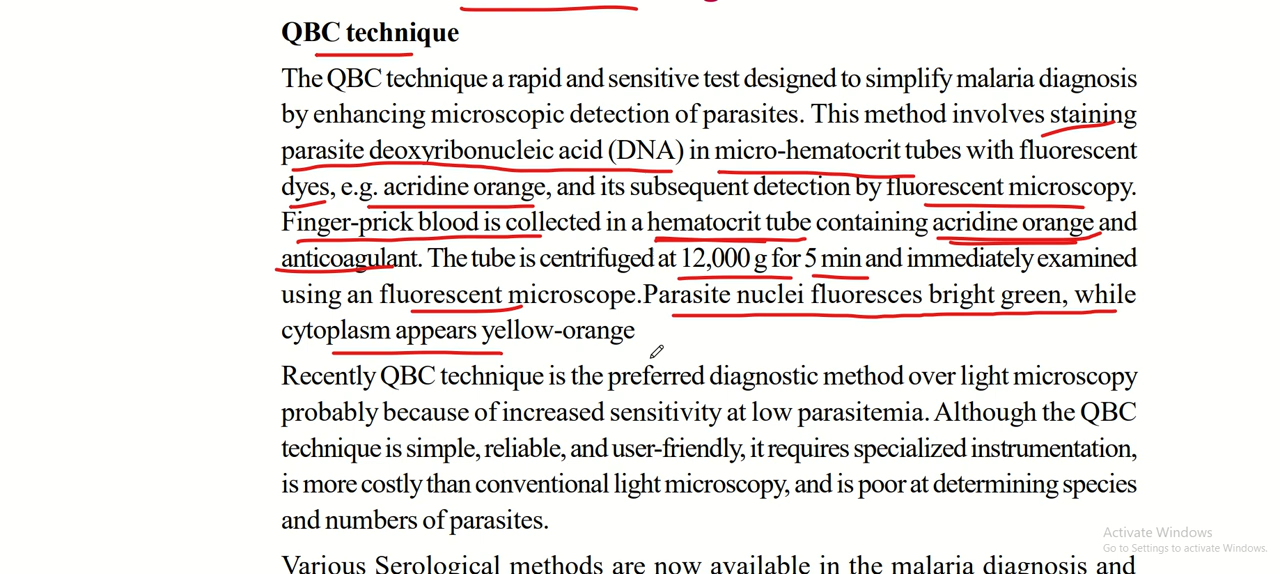 QBC technique
The QBC technique a rapid and sensitive test designed to simplify malaria diagnosis
by enhancing microscopic detection of parasites. This method involves staining
parasite deoxyribonucleic acid (DNA) in micro-hematocrit tubes with fluorescent
dyes, e.g. acridine orange, and its subsequent detection by fluorescent microscopy.
Finger-prick blood is collected in a hematocrit tube containing acridine orange and
anticoagulant. The tube is centrifuged at 12,000 g for 5 min and immediately examined
using an fluorescent microscope.Parasite nuclei fluoresces bright green, while
cytoplasm appears yellow-orange
Recently QBC technique is the preferred diagnostic method over light microscopy
probably because of increased sensitivity at low parasitemia. Although the QBC
technique is simple, reliable, and user-friendly, it requires specialized instrumentation,
is more costly than conventional light microscopy, and is poor at determining species
and numbers of parasites.
Various Serological methods are now available in the malaria diagnosis and
Activate Windows
Go to Settings to activate Windows.